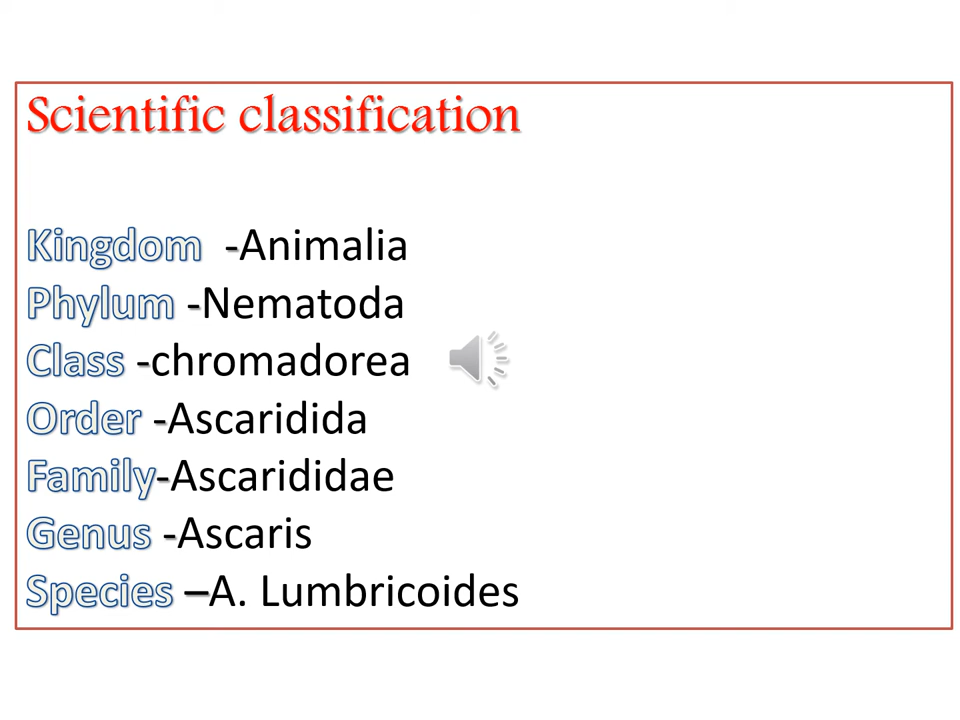 Scientific classification
Kingdom -Animalia
Phylum -Nematoda
Class -chromadorea
Order -Ascaridida
Family-Ascarididae
Genus -Ascaris
Species –A. Lumbricoides